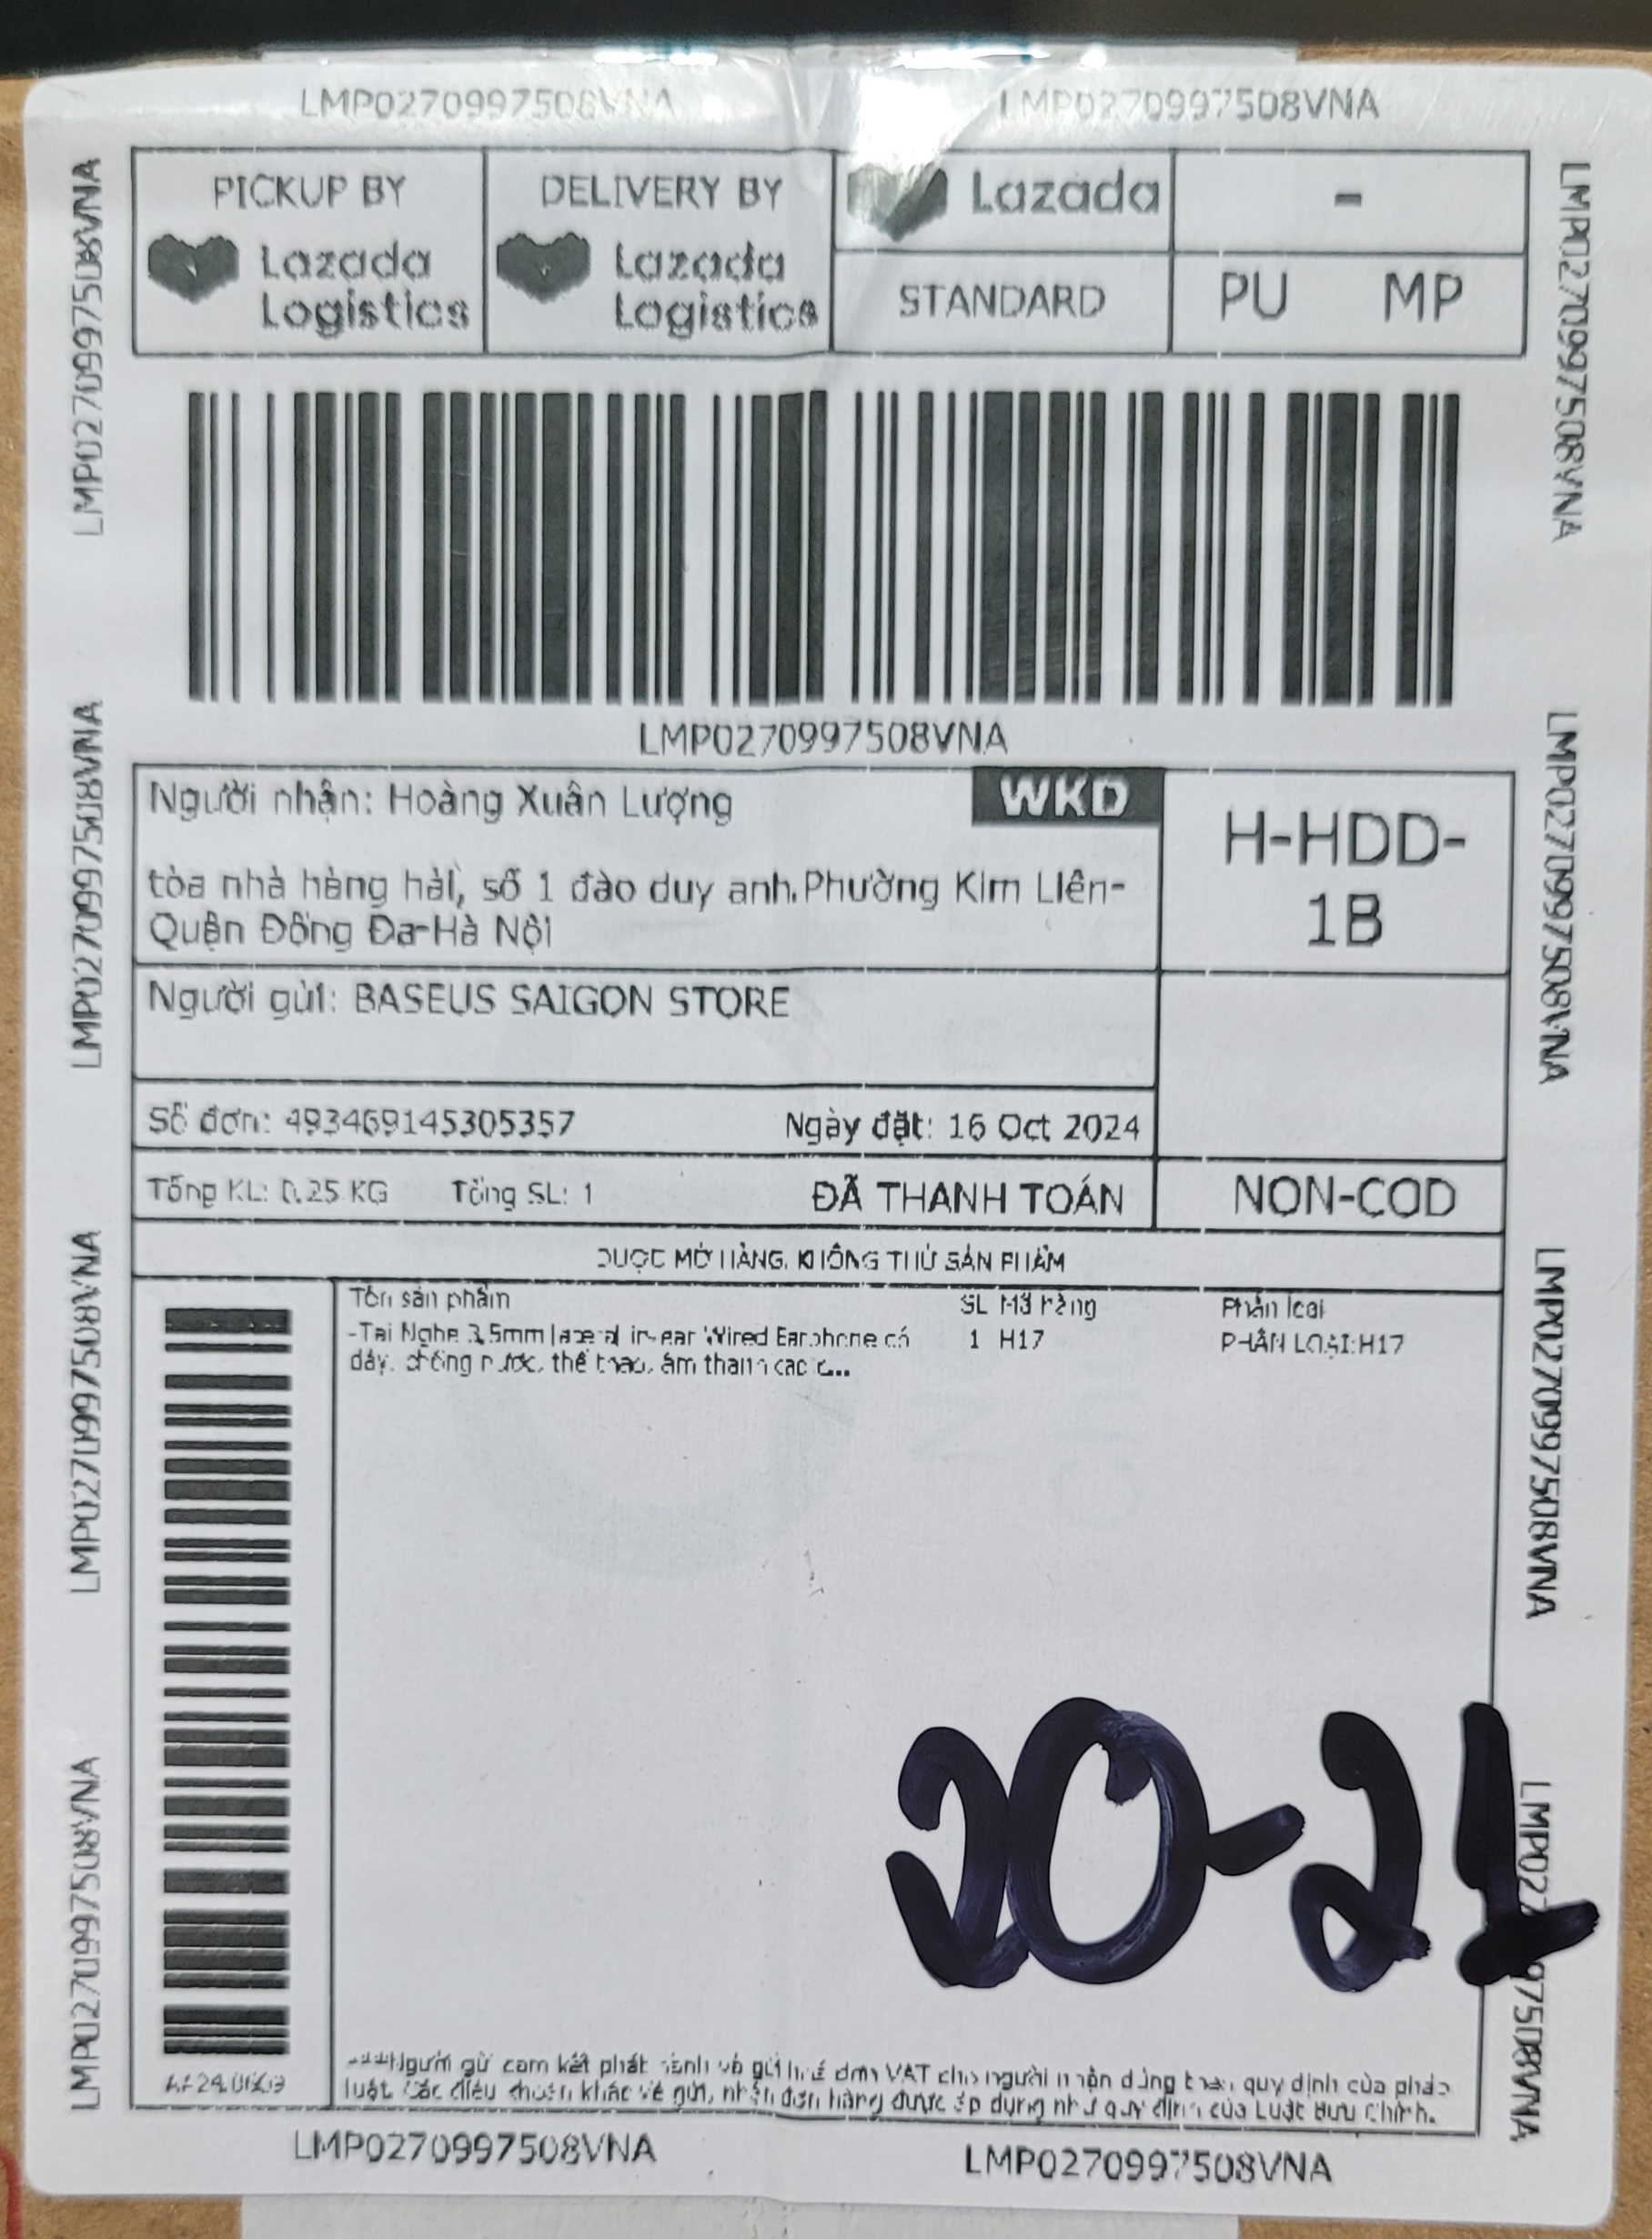 LMP0270997508VNA LMP0270997508VNA
PICKUP BY
Lazada
Logistics
DELIVERY BY
Lazada
Logistics
Lazada
STANDARD
-
PU MP
LMP0270997508VNA
Người nhận: Hoàng Xuân Lượng
WKD
tòa nhà hàng hải, số 1 đào duy anh,Phường Kim Liên-
Quận Đống Đa-Hà Nội
H-HDD-
1B
Người gửi: BASEUS SAIGON STORE
Số đơn: 493469145305357 Ngày đặt: 16 Oct 2024
Tổng KL: 0.25 KG Tổng SL: 1 ĐÃ THANH TOÁN NON-COD
ĐƯỢC MỞ HÀNG, KHÔNG THỬ SẢN PHẨM
Tên sản phẩm SL Mã hàng Phân loại
-Tai Nghe 3.5mm lateral in-ear Wired Earphone có 1 H17 PHÂN LOẠI:H17
dây, chống nước, thể thao, âm thanh cao c...
20-21
***Người gửi cam kết phát hành và gửi hoá đơn VAT cho người nhận đúng theo quy định của pháp
luật. Các điều khoản khác về gửi, nhận đơn hàng được áp dụng như quy định của Luật Bưu Chính.
LMP0270997508VNA LMP0270997508VNA
LMP0270997508VNA
LMP0270997508VNA
LMP0270997508VNA
LMP0270997508VNA
LMP0270997508VNA
LMP0270997508VNA
LMP0270997508VNA